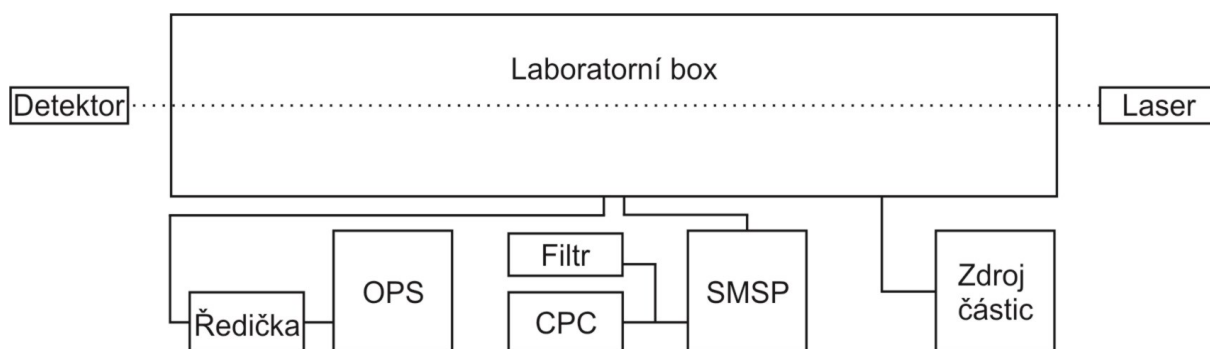 Laboratorní box
Detektor
Laser
Filtr
OPS
SMSP
Zdroj
částic
Ředička
CPC